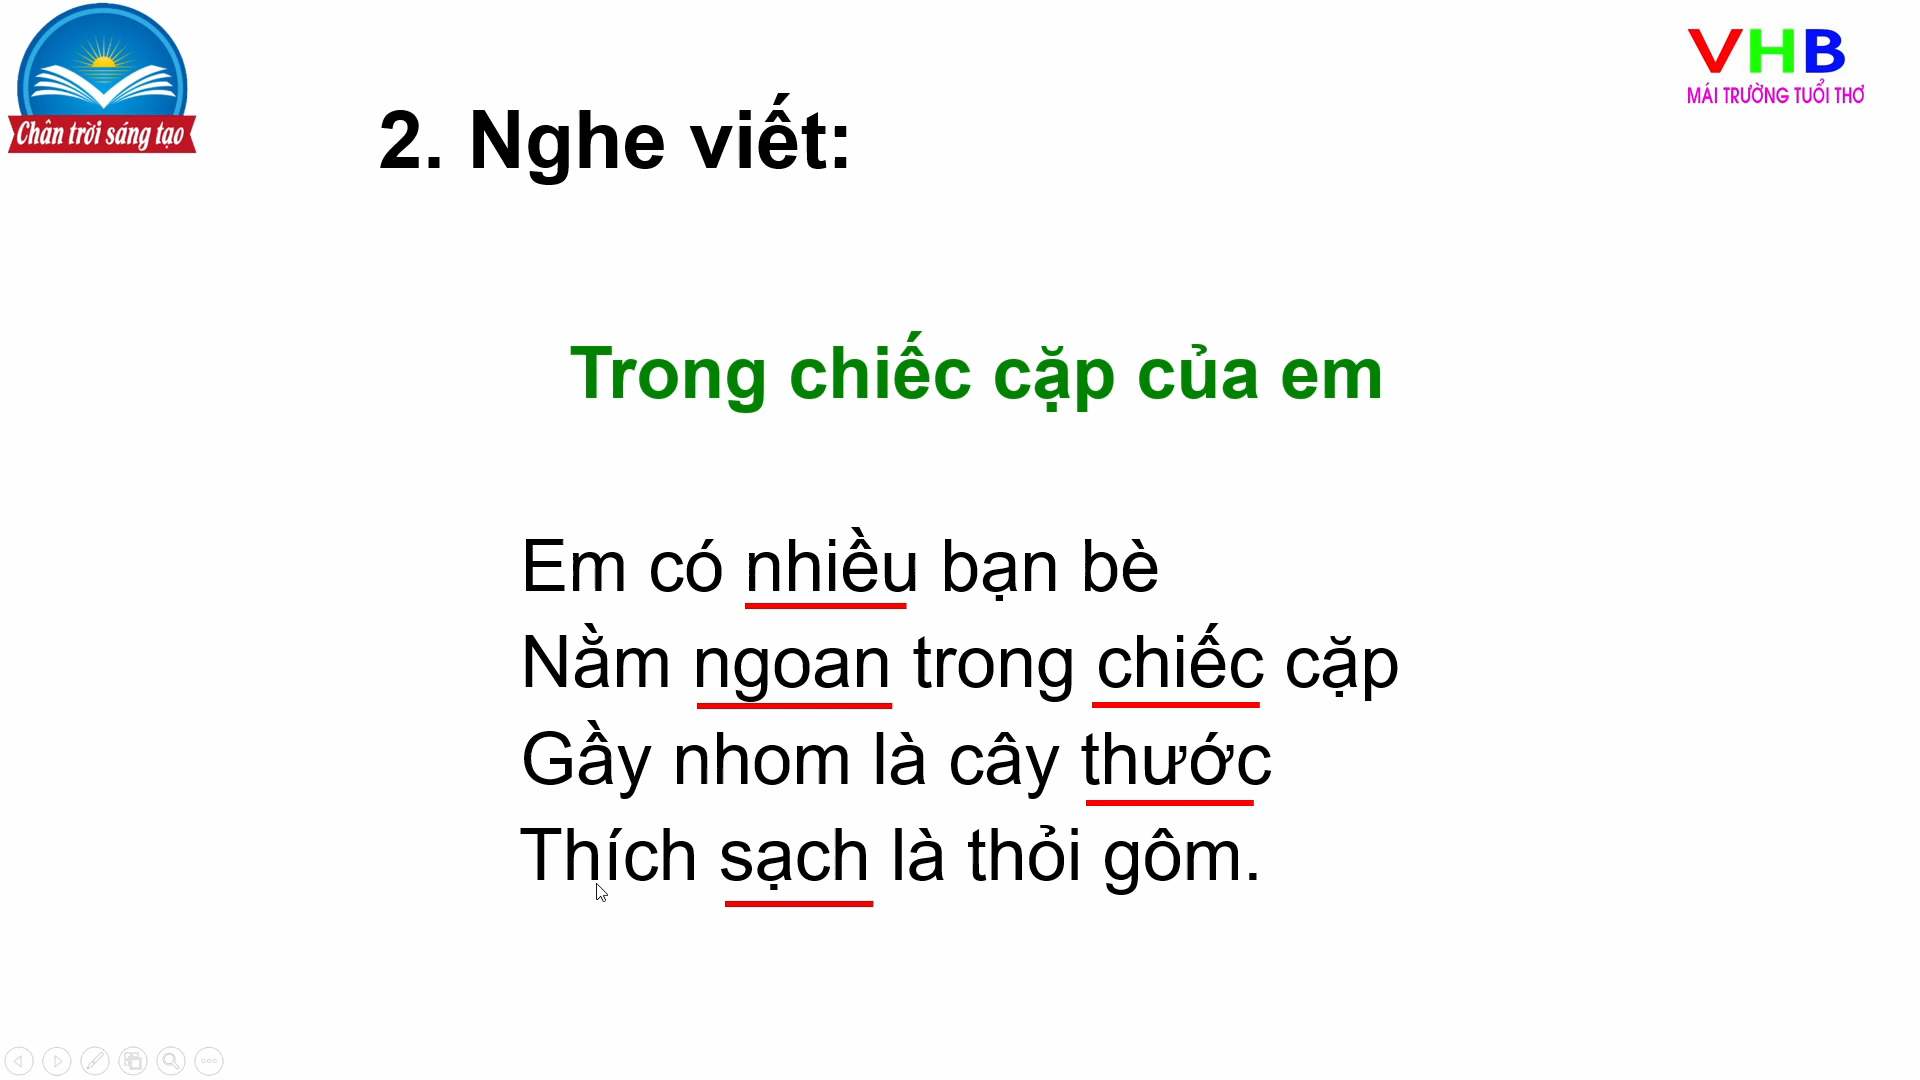 Chân trời sáng tạo
VHB
MÁI TRƯỜNG TUỔI THƠ
2. Nghe viết:
Trong chiếc cặp của em
Em có nhiều bạn bè
Nằm ngoan trong chiếc cặp
Gầy nhom là cây thước
Thích sạch là thỏi gôm.